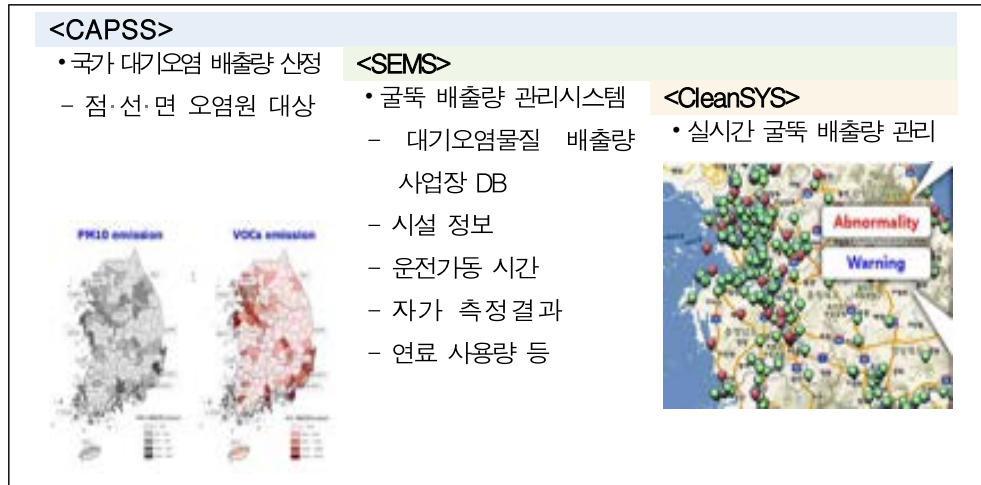 <CAPSS>
• 국가 대기오염 배출량 산정
– 점·선·면 오염원 대상
PM10 emission
VOCs emission
<SEMS>
• 굴뚝 배출량 관리시스템
– 대기오염물질 배출량
사업장 DB
– 시설 정보
– 운전가동 시간
– 자가 측정결과
– 연료 사용량 등
<CleanSYS>
• 실시간 굴뚝 배출량 관리
Abnormality
Warning